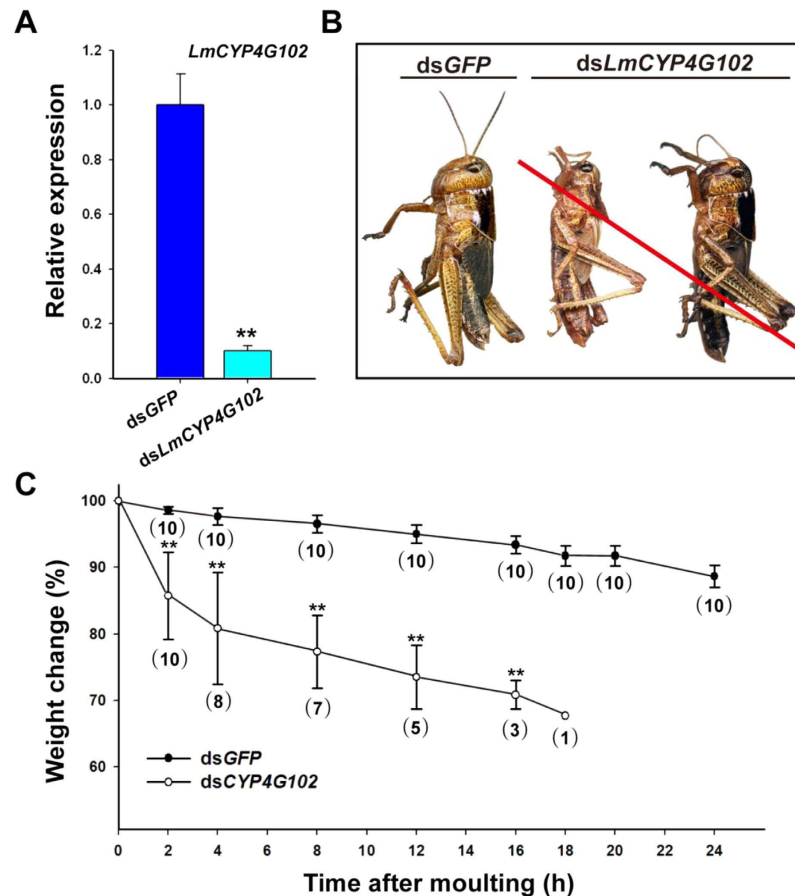 A
LmCYP4G102
1.2
1.0
0.8
0.6
0.4
0.2
0.0
Relative expression
**
dsGFP
dsLmCYP4G102
B
dsGFP
dsLmCYP4G102
C
100
90
80
70
60
Weight change (%)
(10)
(10)
(10)
(10)
(10)
(10)
(10)
(10)
**
**
**
**
**
(10)
(8)
(7)
(5)
(3)
(1)
dsGFP
dsCYP4G102
0 2 4 6 8 10 12 14 16 18 20 22 24
Time after moulting (h)